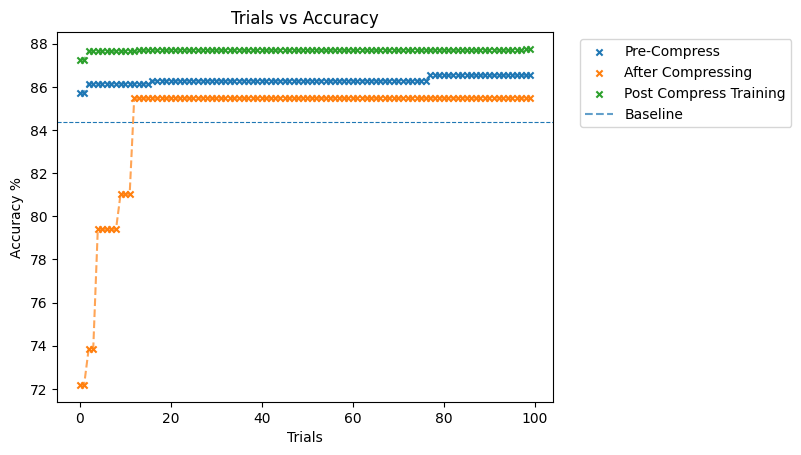 Trials vs Accuracy
88
86
84
82
80
78
76
74
72
Accuracy %
0 20 40 60 80 100
Trials
Pre-Compress
After Compressing
Post Compress Training
Baseline